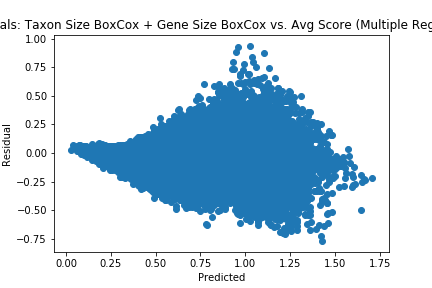 als: Taxon Size BoxCox + Gene Size BoxCox vs. Avg Score (Multiple Reg
1.00
0.75
0.50
0.25
0.00
−0.25
−0.50
−0.75
Residual
0.00 0.25 0.50 0.75 1.00 1.25 1.50 1.75
Predicted